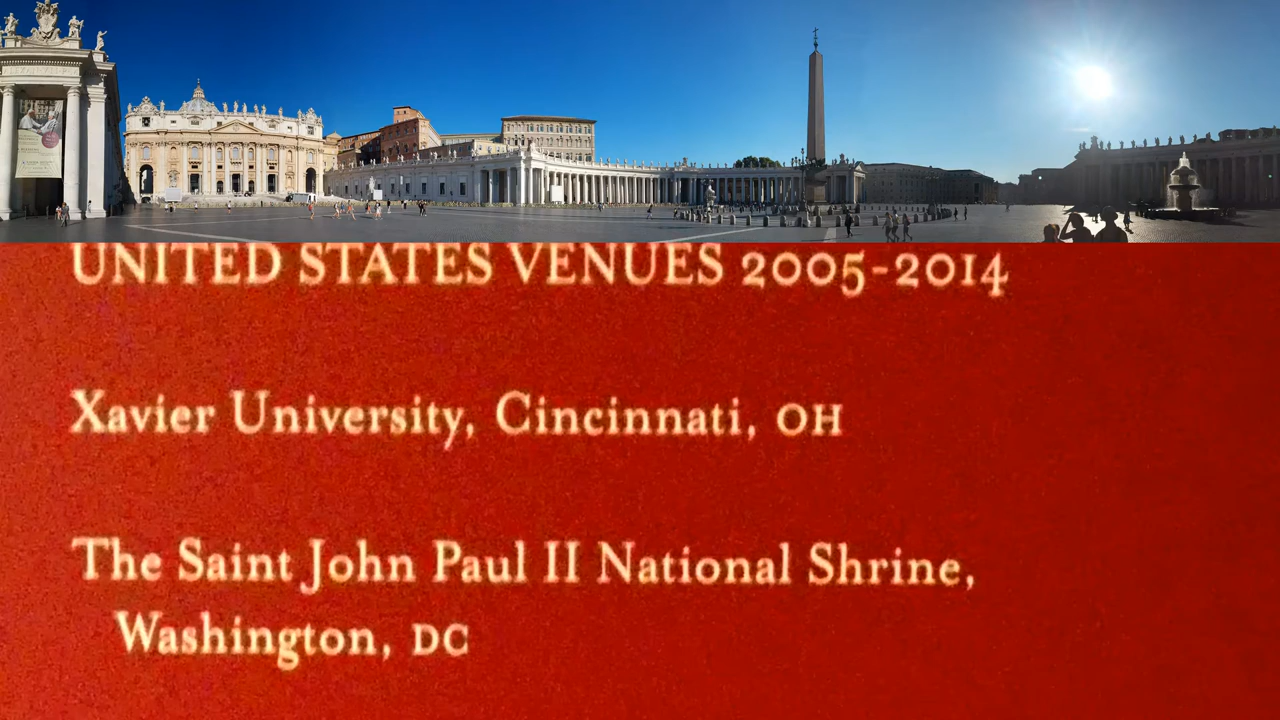 UNITED STATES VENUES 2005-2014
Xavier University, Cincinnati, OH
The Saint John Paul II National Shrine,
Washington, DC